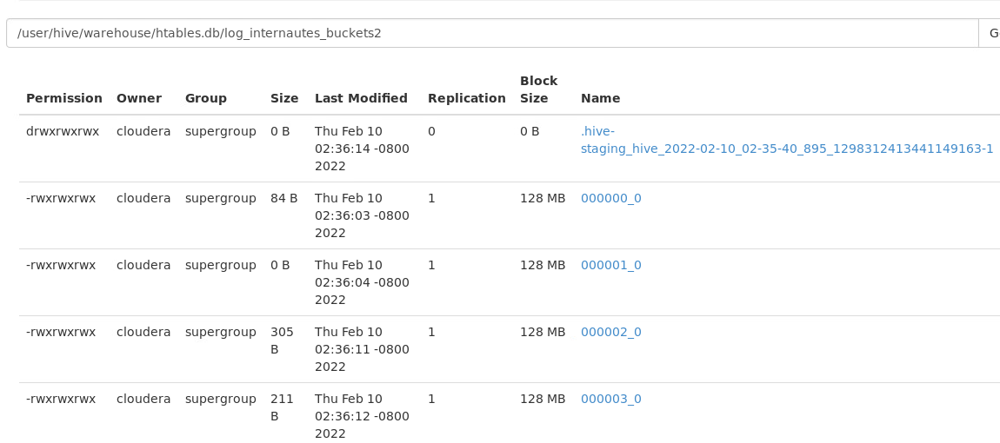 /user/hive/warehouse/htables.db/log_internautes_buckets2
G
Permission Owner Group Size Last Modified Replication Block Size Name
drwxrwxrwx cloudera supergroup 0 B Thu Feb 10 02:36:14 -0800 2022 0 0 B .hive-staging_hive_2022-02-10_02-35-40_895_1298312413441149163-1
-rwxrwxrwx cloudera supergroup 84 B Thu Feb 10 02:36:03 -0800 2022 1 128 MB 000000_0
-rwxrwxrwx cloudera supergroup 0 B Thu Feb 10 02:36:04 -0800 2022 1 128 MB 000001_0
-rwxrwxrwx cloudera supergroup 305 B Thu Feb 10 02:36:11 -0800 2022 1 128 MB 000002_0
-rwxrwxrwx cloudera supergroup 211 B Thu Feb 10 02:36:12 -0800 2022 1 128 MB 000003_0